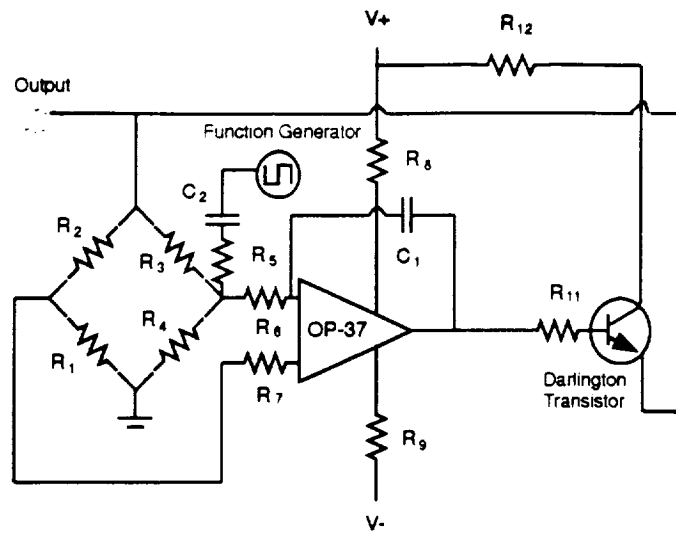 V+
R12
Output
Function Generator
R8
C2
R2
R3
R5
C1
R11
R4
R6
OP-37
R1
R7
Darlington
Transistor
R9
V-